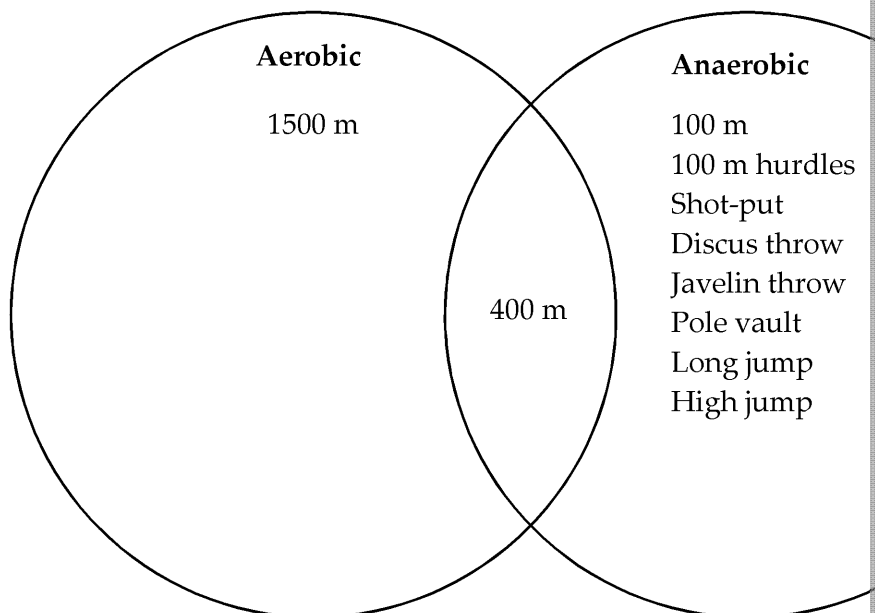 Aerobic
1500 m
400 m
Anaerobic
100 m
100 m hurdles
Shot-put
Discus throw
Javelin throw
Pole vault
Long jump
High jump